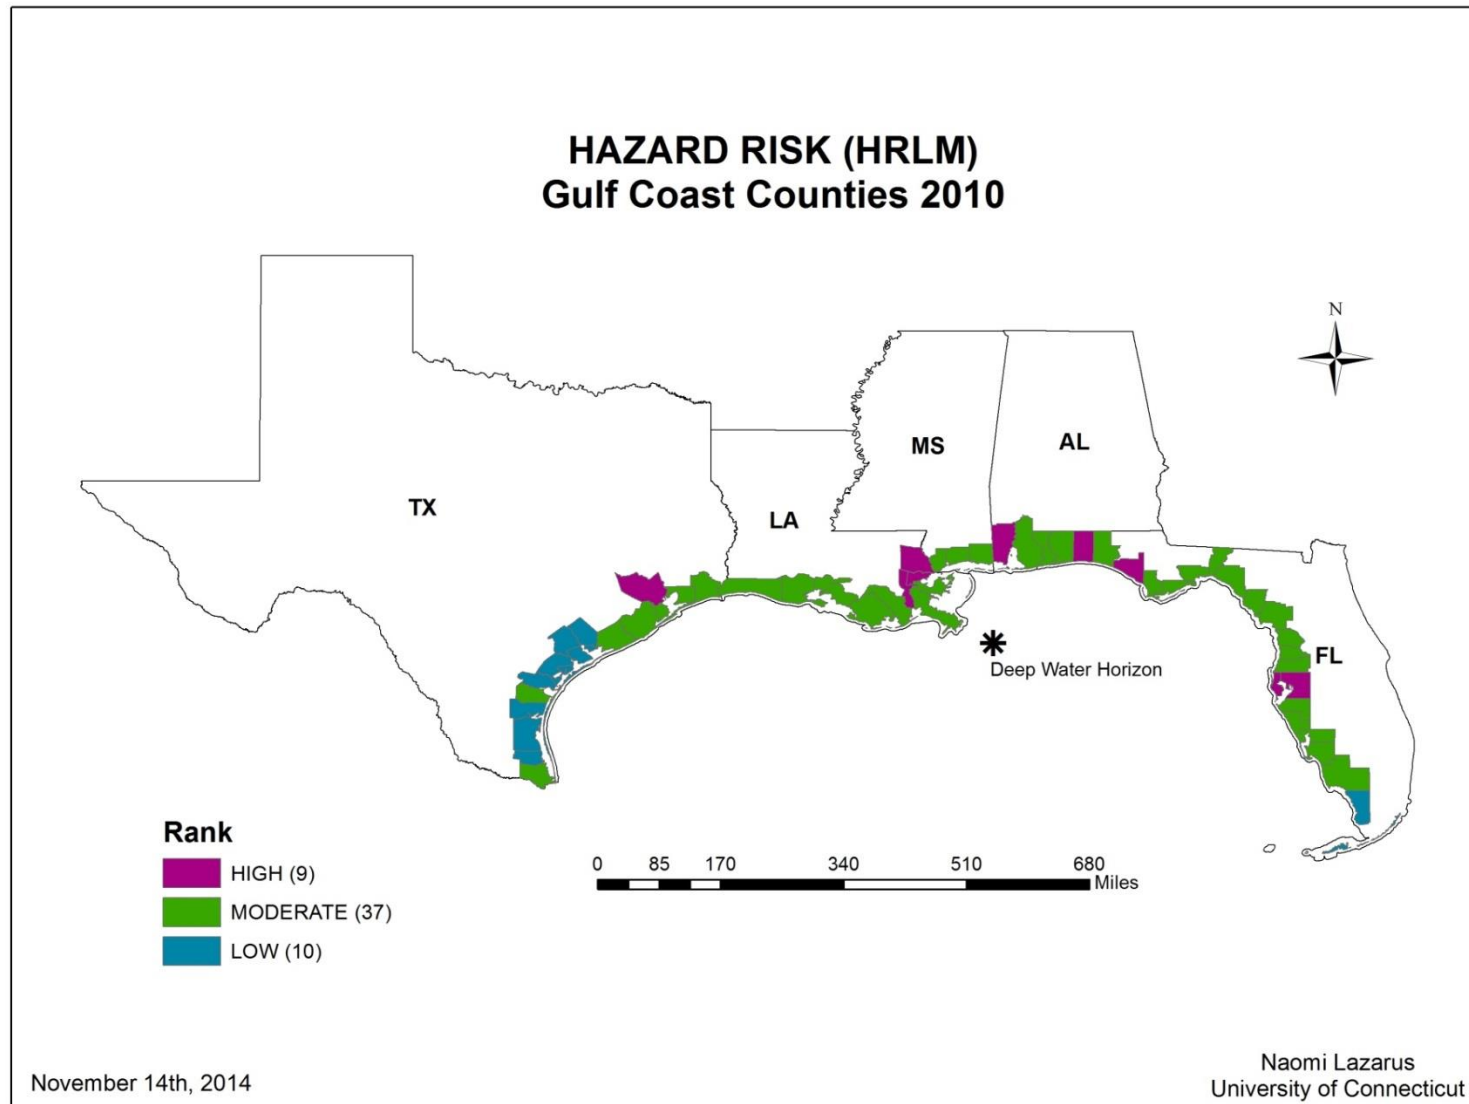 HAZARD RISK (HRLM)
Gulf Coast Counties 2010
N
MS
AL
TX
LA
FL
Deep Water Horizon
Rank
HIGH (9)
MODERATE (37)
LOW (10)
0 85 170 340 510 680
Miles
November 14th, 2014
Naomi Lazarus
University of Connecticut